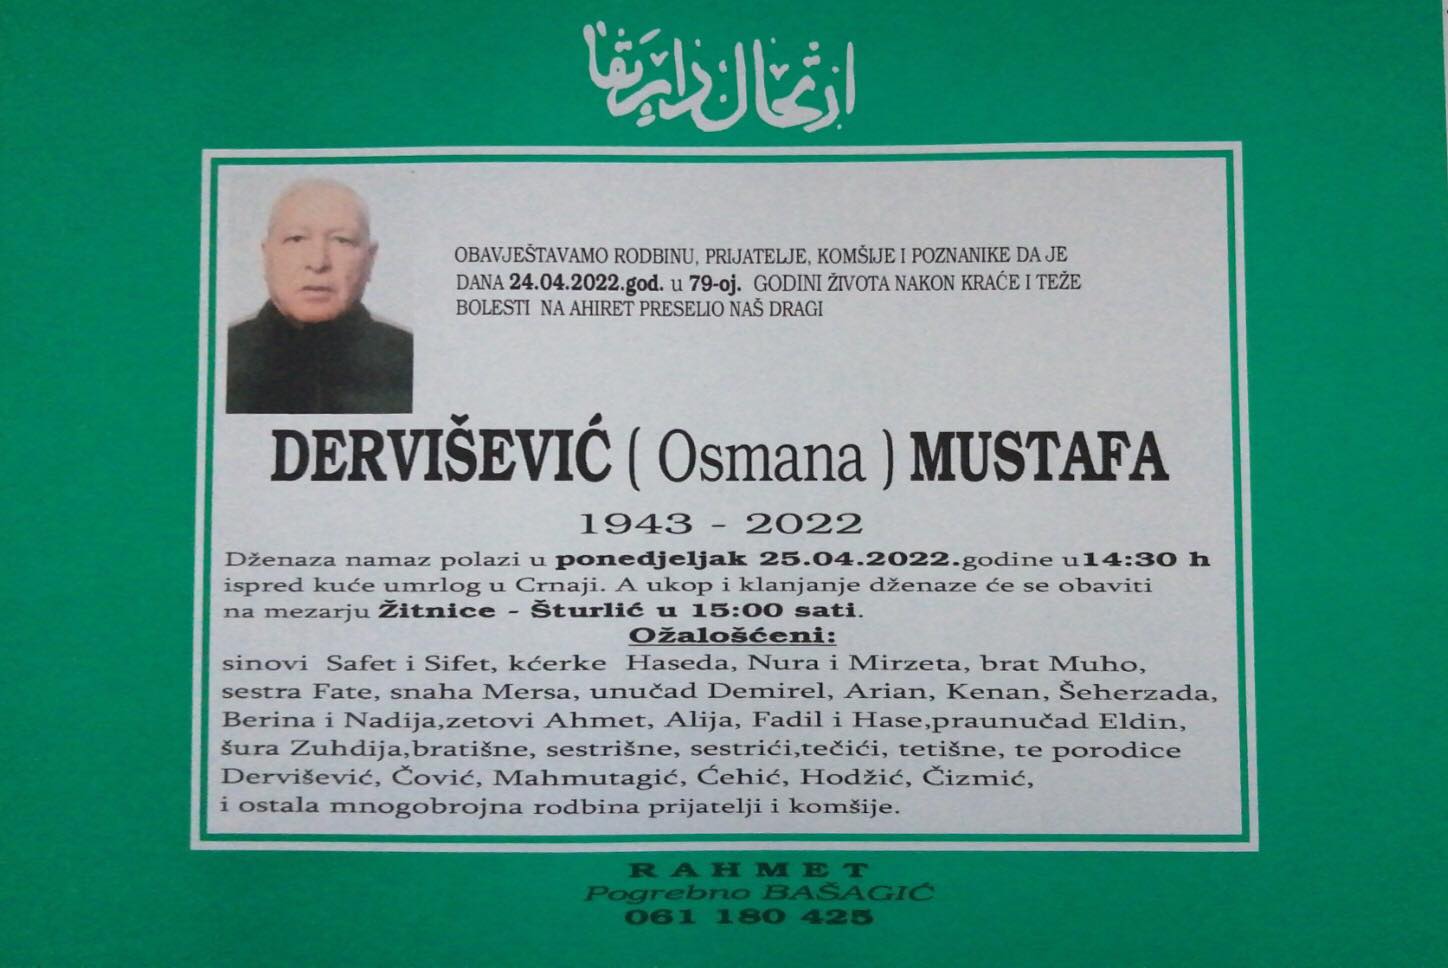 ارتحال دار بقا
OBAVJEŠTAVAMO RODBINU, PRIJATELJE, KOMŠIJE I POZNANIKE DA JE
DANA 24.04.2022.god. u 79-oj. GODINI ŽIVOTA NAKON KRAĆE I TEŽE
BOLESTI NA AHIRET PRESELIO NAŠ DRAGI
DERVIŠEVIĆ ( Osmana ) MUSTAFA
1943 - 2022
Dženaza namaz polazi u ponedjeljak 25.04.2022.godine u14:30 h
ispred kuće umrlog u Crnaji. A ukop i klanjanje dženaze će se obaviti
na mezarju Žitnice - Šturlić u 15:00 sati.
Ožalošćeni:
sinovi Safet i Sifet, kćerke Haseda, Nura i Mirzeta, brat Muho,
sestra Fate, snaha Mersa, unučad Demirel, Arian, Kenan, Šeherzada,
Berina i Nadija,zetovi Ahmet, Alija, Fadil i Hase,praunučad Eldin,
šura Zuhdija,bratišne, sestrišne, sestrići,tečići, tetišne, te porodice
Dervišević, Čović, Mahmutagić, Ćehić, Hodžić, Čizmić,
i ostala mnogobrojna rodbina prijatelji i komšije.
RAHMET
Pogrebno BAŠAGIĆ
061 180 425